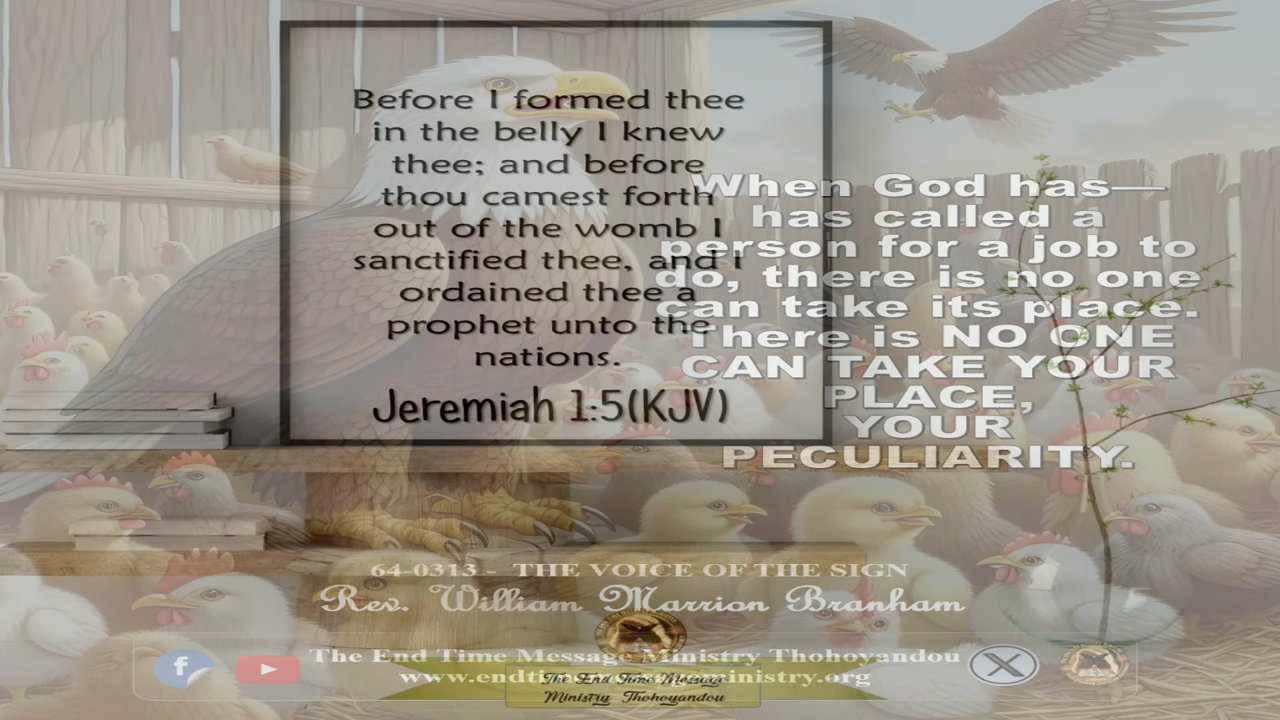 Before I formed thee
in the belly I knew
thee; and before
thou camest forth
out of the womb I
sanctified thee, and I
ordained thee a
prophet unto the
nations.
Jeremiah 1:5(KJV)
When God has—
has called a
person for a job to
do, there is no one
can take its place.
There is NO ONE
CAN TAKE YOUR
PLACE,
YOUR
PECULIARITY.
64-0313 - THE VOICE OF THE SIGN
Rev. William Marrion Branham
The End Time Message Ministry Thohoyandou
The End Time Message
Ministry Thohoyandou